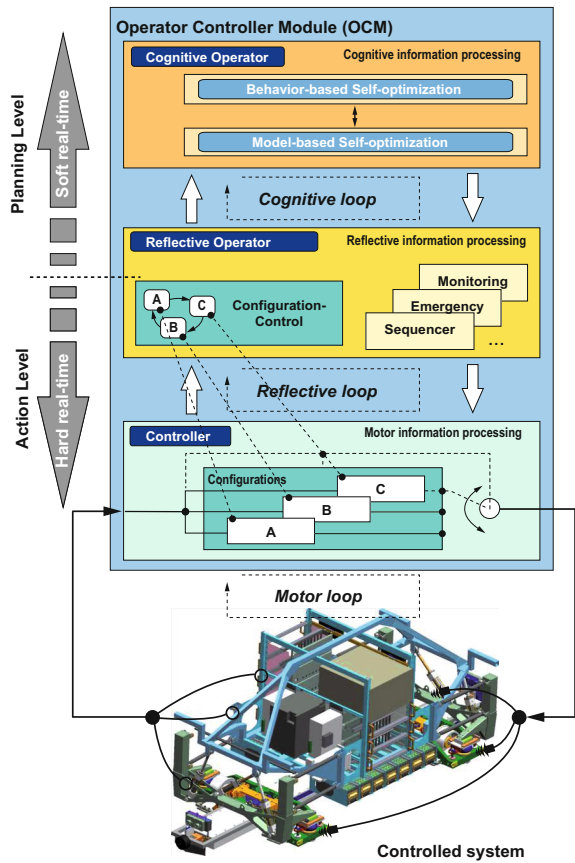 Operator Controller Module (OCM)
Cognitive Operator
Cognitive information processing
Behavior-based Self-optimization
Model-based Self-optimization
Planning Level
Soft real-time
Cognitive loop
Reflective Operator
Reflective information processing
A
C
B
Configuration-
Control
Monitoring
Emergency
Sequencer
...
Action Level
Hard real-time
Reflective loop
Controller
Motor information processing
Configurations
C
B
A
Motor loop
Controlled system